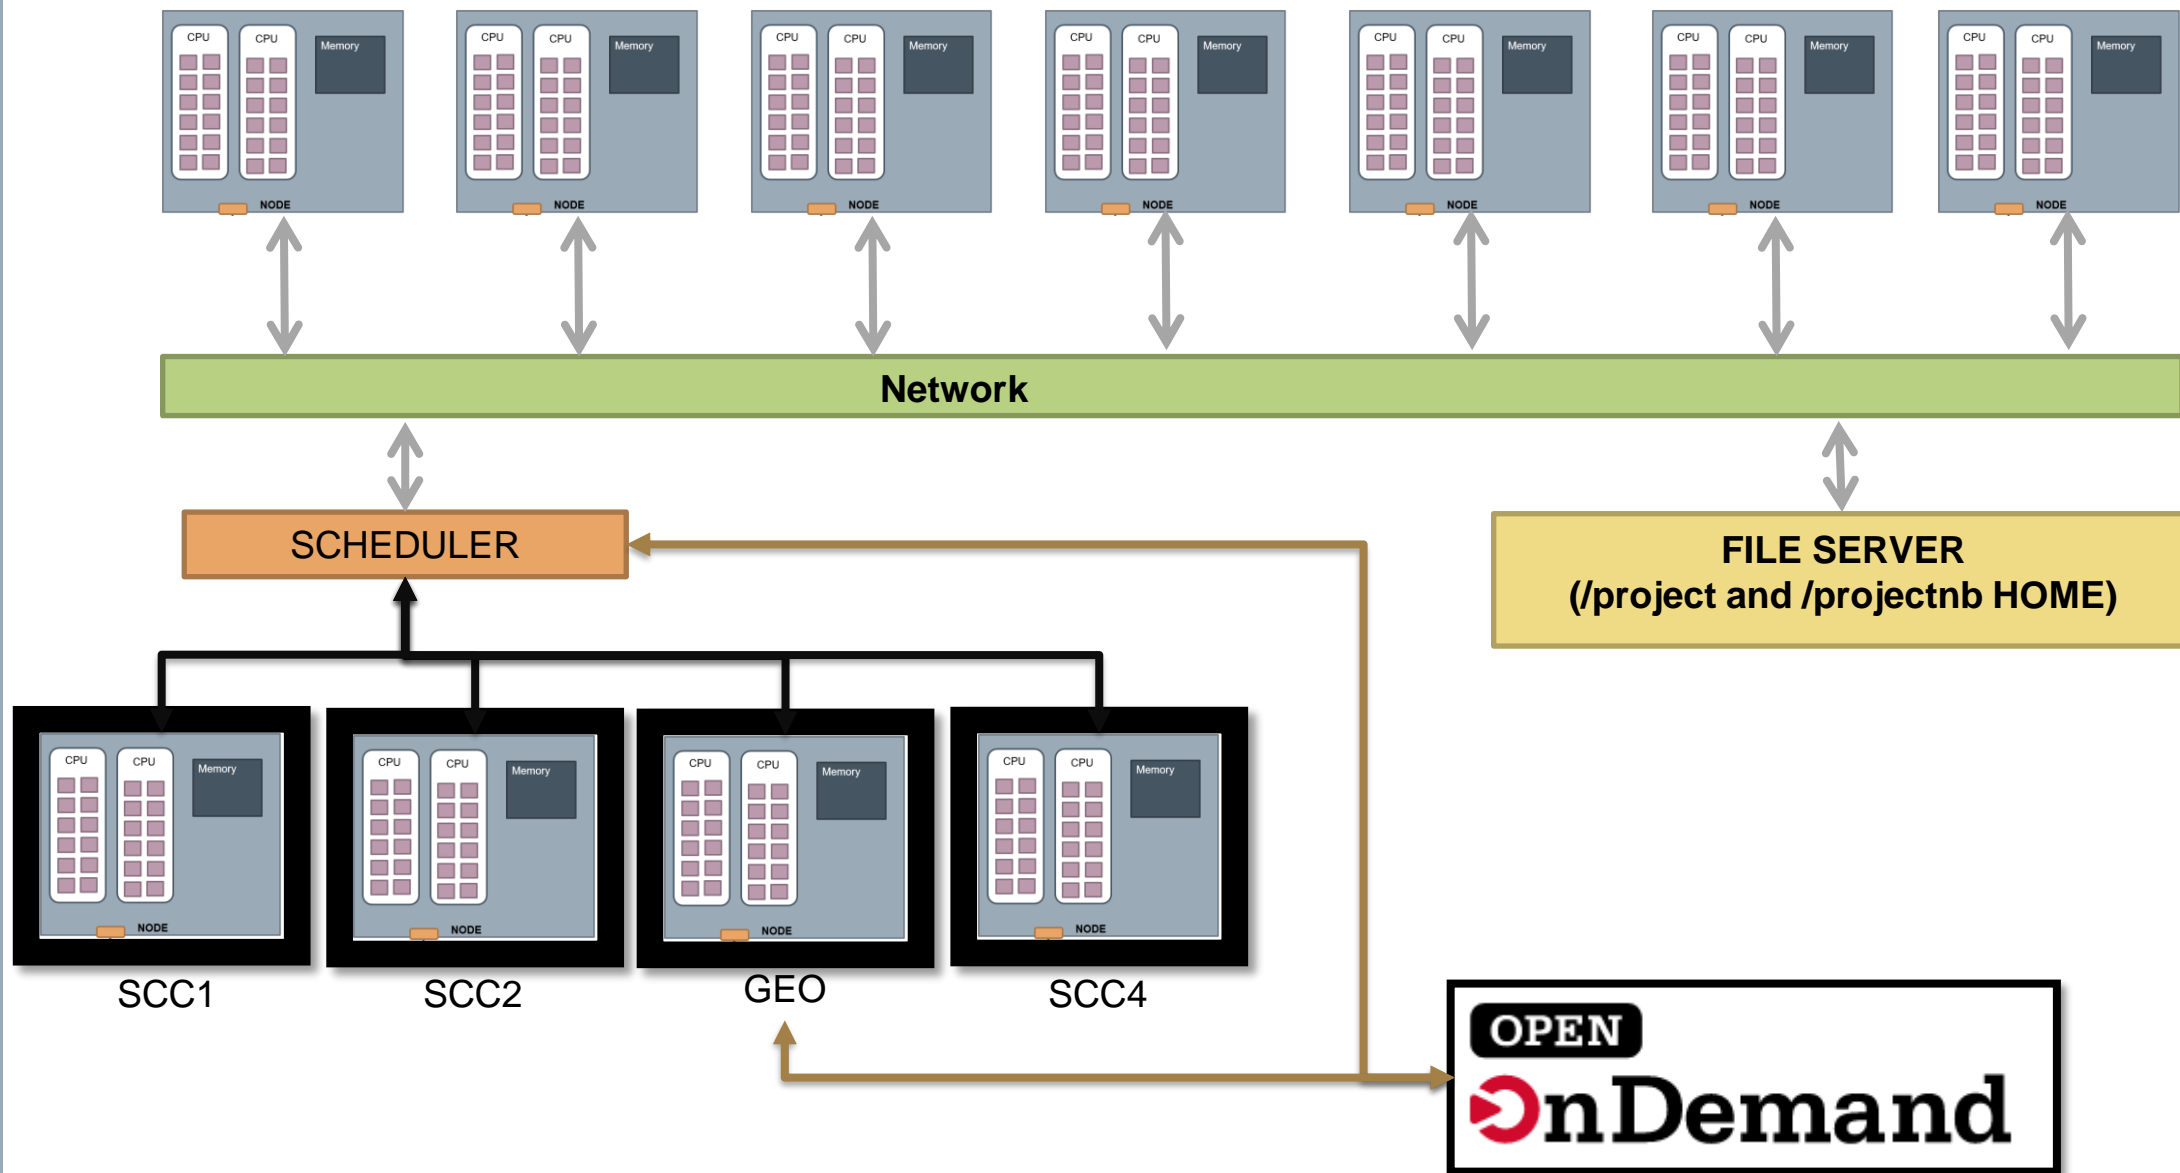 CPU CPU Memory
NODE
CPU CPU Memory
NODE
CPU CPU Memory
NODE
CPU CPU Memory
NODE
CPU CPU Memory
NODE
CPU CPU Memory
NODE
CPU CPU Memory
NODE
Network
SCHEDULER
FILE SERVER
(/project and /projectnb HOME)
CPU CPU Memory
NODE
SCC1
CPU CPU Memory
NODE
SCC2
CPU CPU Memory
NODE
GEO
CPU CPU Memory
NODE
SCC4
OPEN
OnDemand